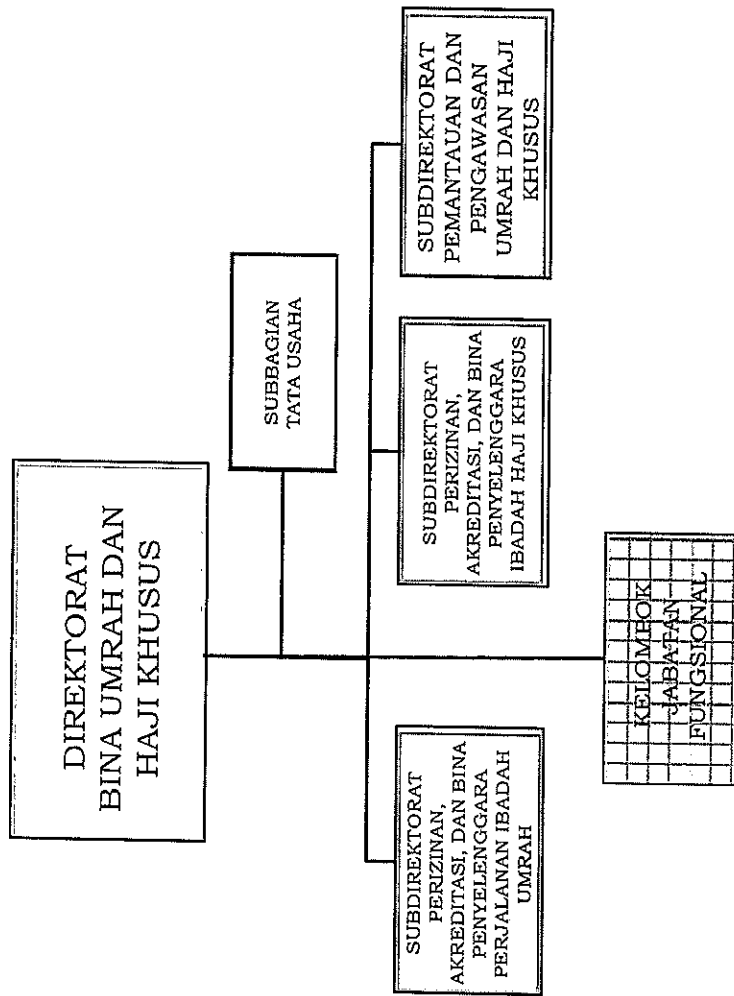 DIREKTORAT
BINA UMRAH DAN
HAJI KHUSUS
SUBBAGIAN
TATA USAHA
SUBDIREKTORAT
PERIZINAN,
AKREDITASI, DAN BINA
PENYELENGGARA
PERJALANAN IBADAH
UMRAH
SUBDIREKTORAT
PERIZINAN,
AKREDITASI, DAN BINA
PENYELENGGARA
IBADAH HAJI KHUSUS
SUBDIREKTORAT
PEMANTAUAN DAN
PENGAWASAN
UMRAH DAN HAJI
KHUSUS
KELOMPOK
JABATAN
FUNGSIONAL